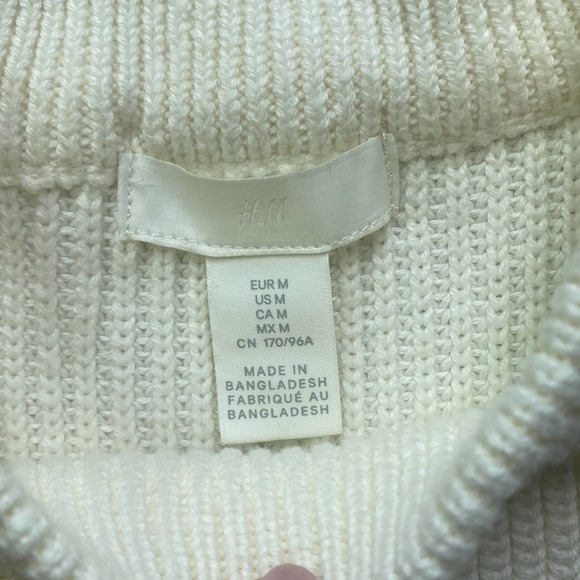 H&M
EUR M
US M
CA M
MX M
CN 170/96A
MADE IN
BANGLADESH
FABRIQUÉ AU
BANGLADESH